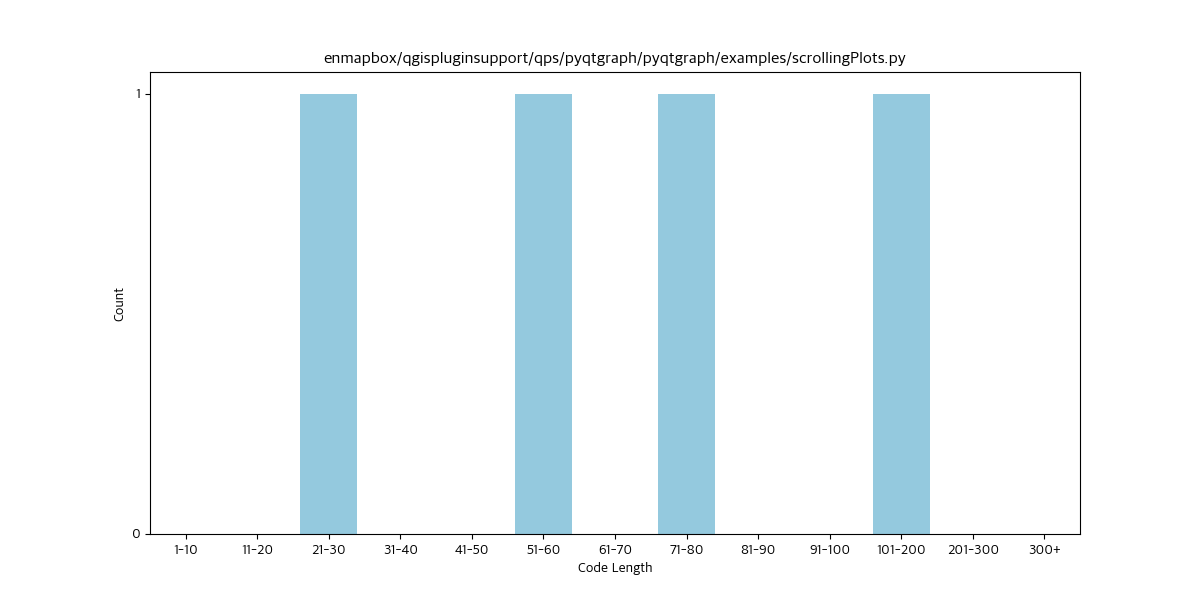 enmapbox/qgispluginsupport/qps/pyqtgraph/pyqtgraph/examples/scrollingPlots.py
1
Count
0
1-10 11-20 21-30 31-40 41-50 51-60 61-70 71-80 81-90 91-100 101-200 201-300 300+
Code Length